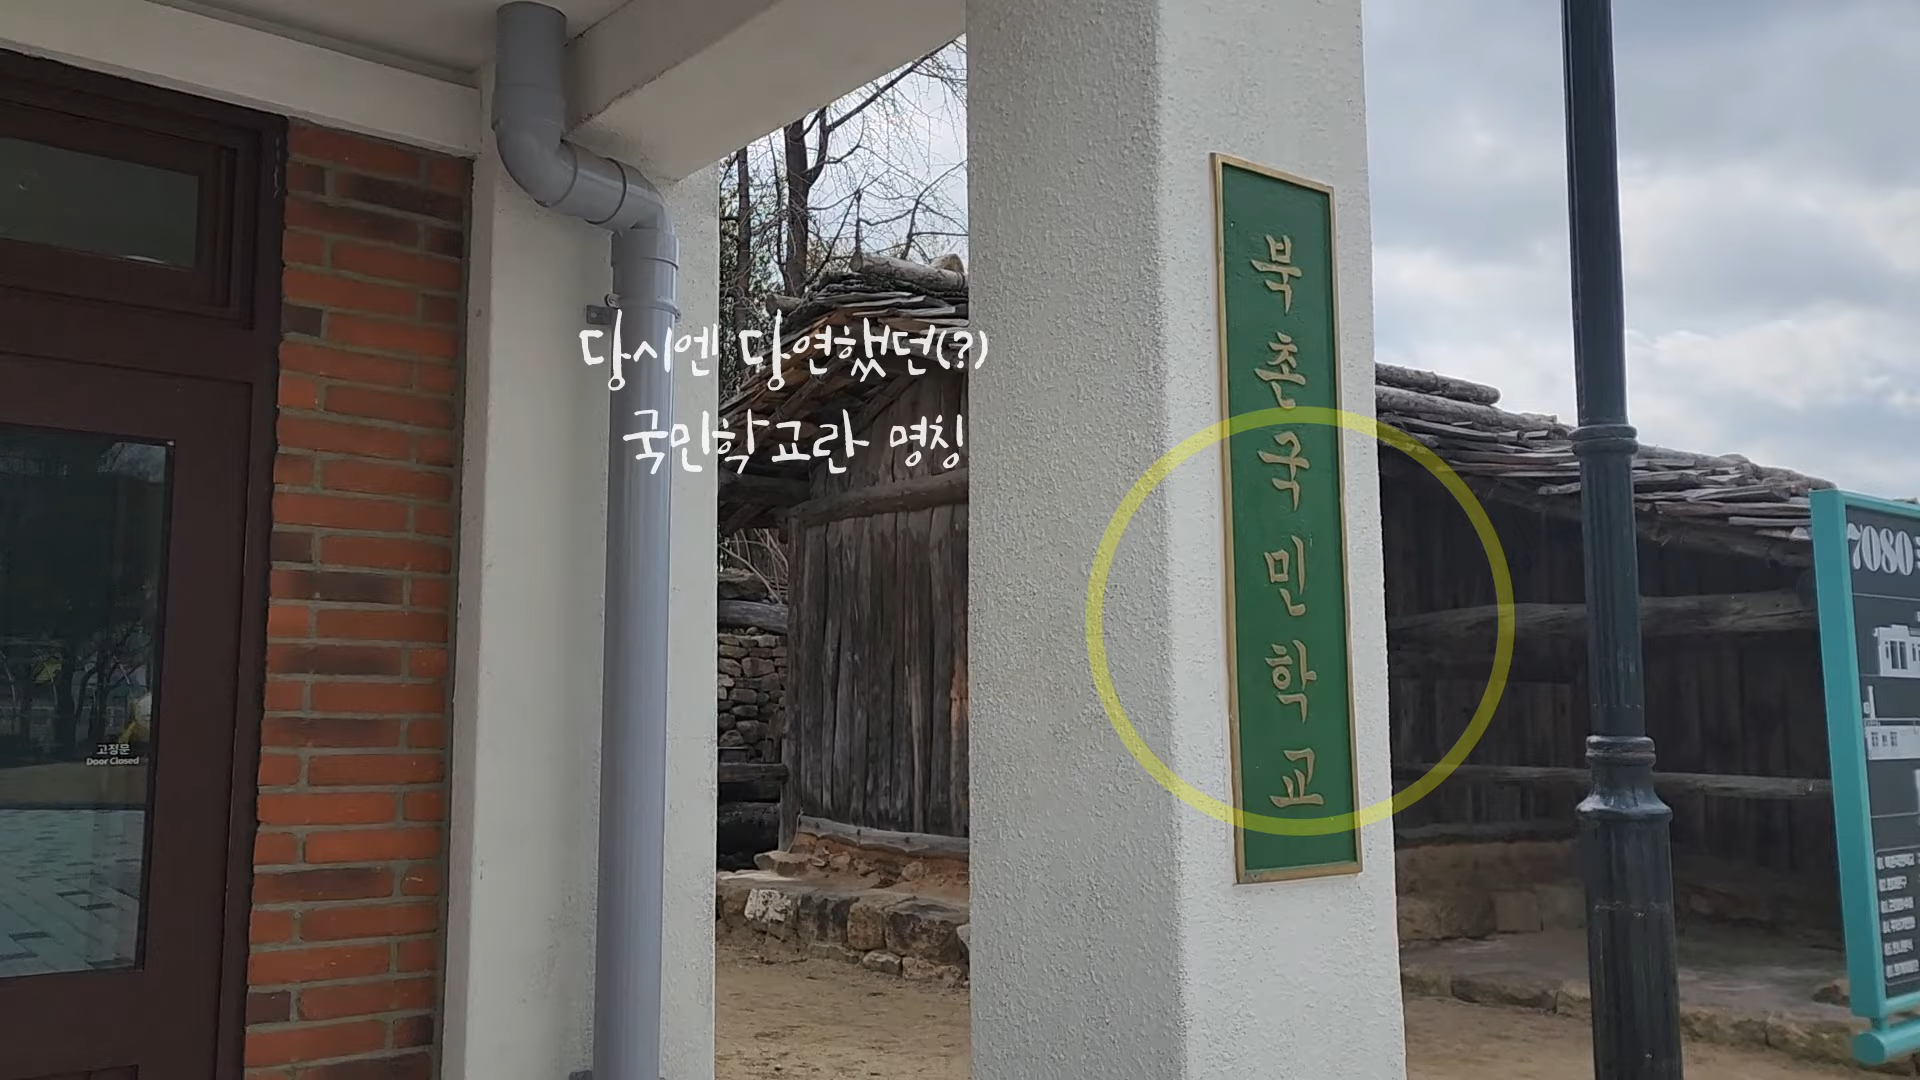 당시엔 당연했던(?)
국민학교란 명칭
북촌국민학교
7080
고정문
Door Closed